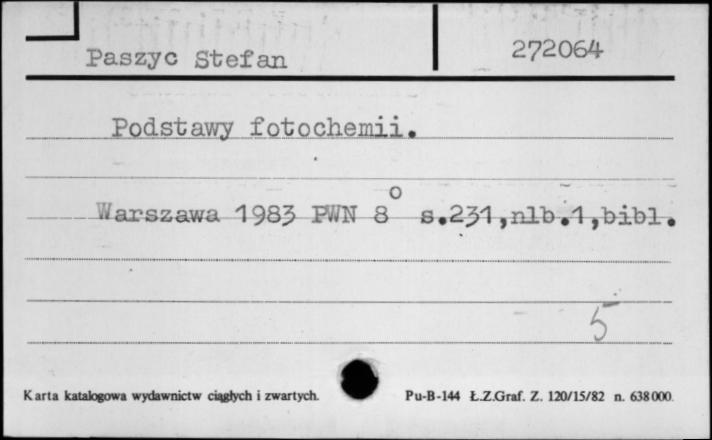 Paszyc Stefan 272064
Podstawy fotochemii.
Warszawa 1983 PWN 8° s.231,nlb.1,bibl.
5
Karta katalogowa wydawnictw ciągłych i zwartych. Pu-B-144 Ł.Z.Graf. Z. 120/15/82 n. 638000.